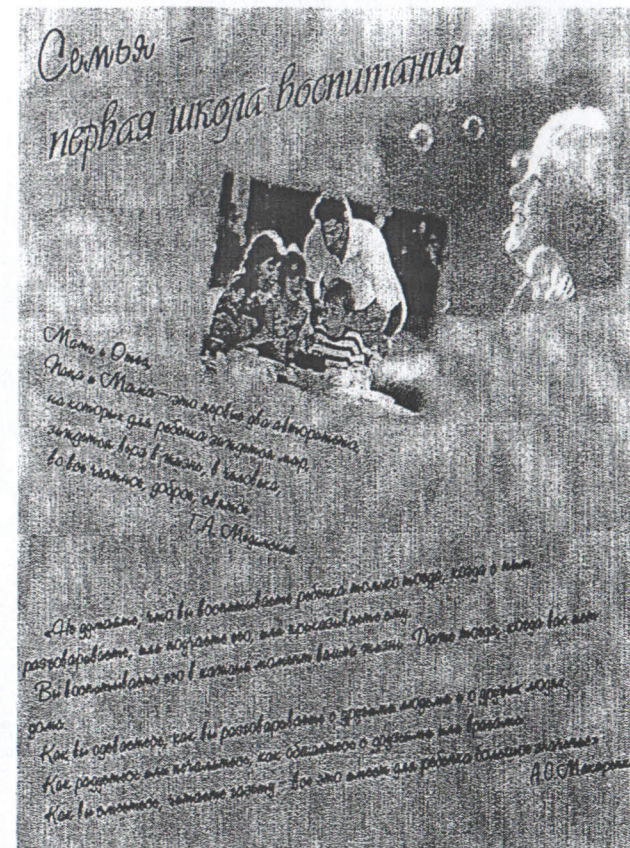 Семья -
первая школа воспитания
Мать и Отец,
Папа и Мама – это первые два авторитета,
на которых для ребенка зиждется мир,
зиждется вера в жизнь, в человека,
во все честное, доброе, святое.
Г.А. Медынский
«Не думайте, что вы воспитываете ребенка только тогда, когда с ним
разговариваете, или поучаете его, или приказываете ему.
Вы воспитываете его в каждый момент вашей жизни. Даже тогда, когда вас нет
дома.
Как вы одеваетесь, как вы разговариваете с другими людьми и о других людях,
Как радуетесь или печалитесь, как общаетесь с друзьями или врагами
Как вы смеетесь, читаете газету - все это имеет для ребенка большое значение»
А.С. Макаренко